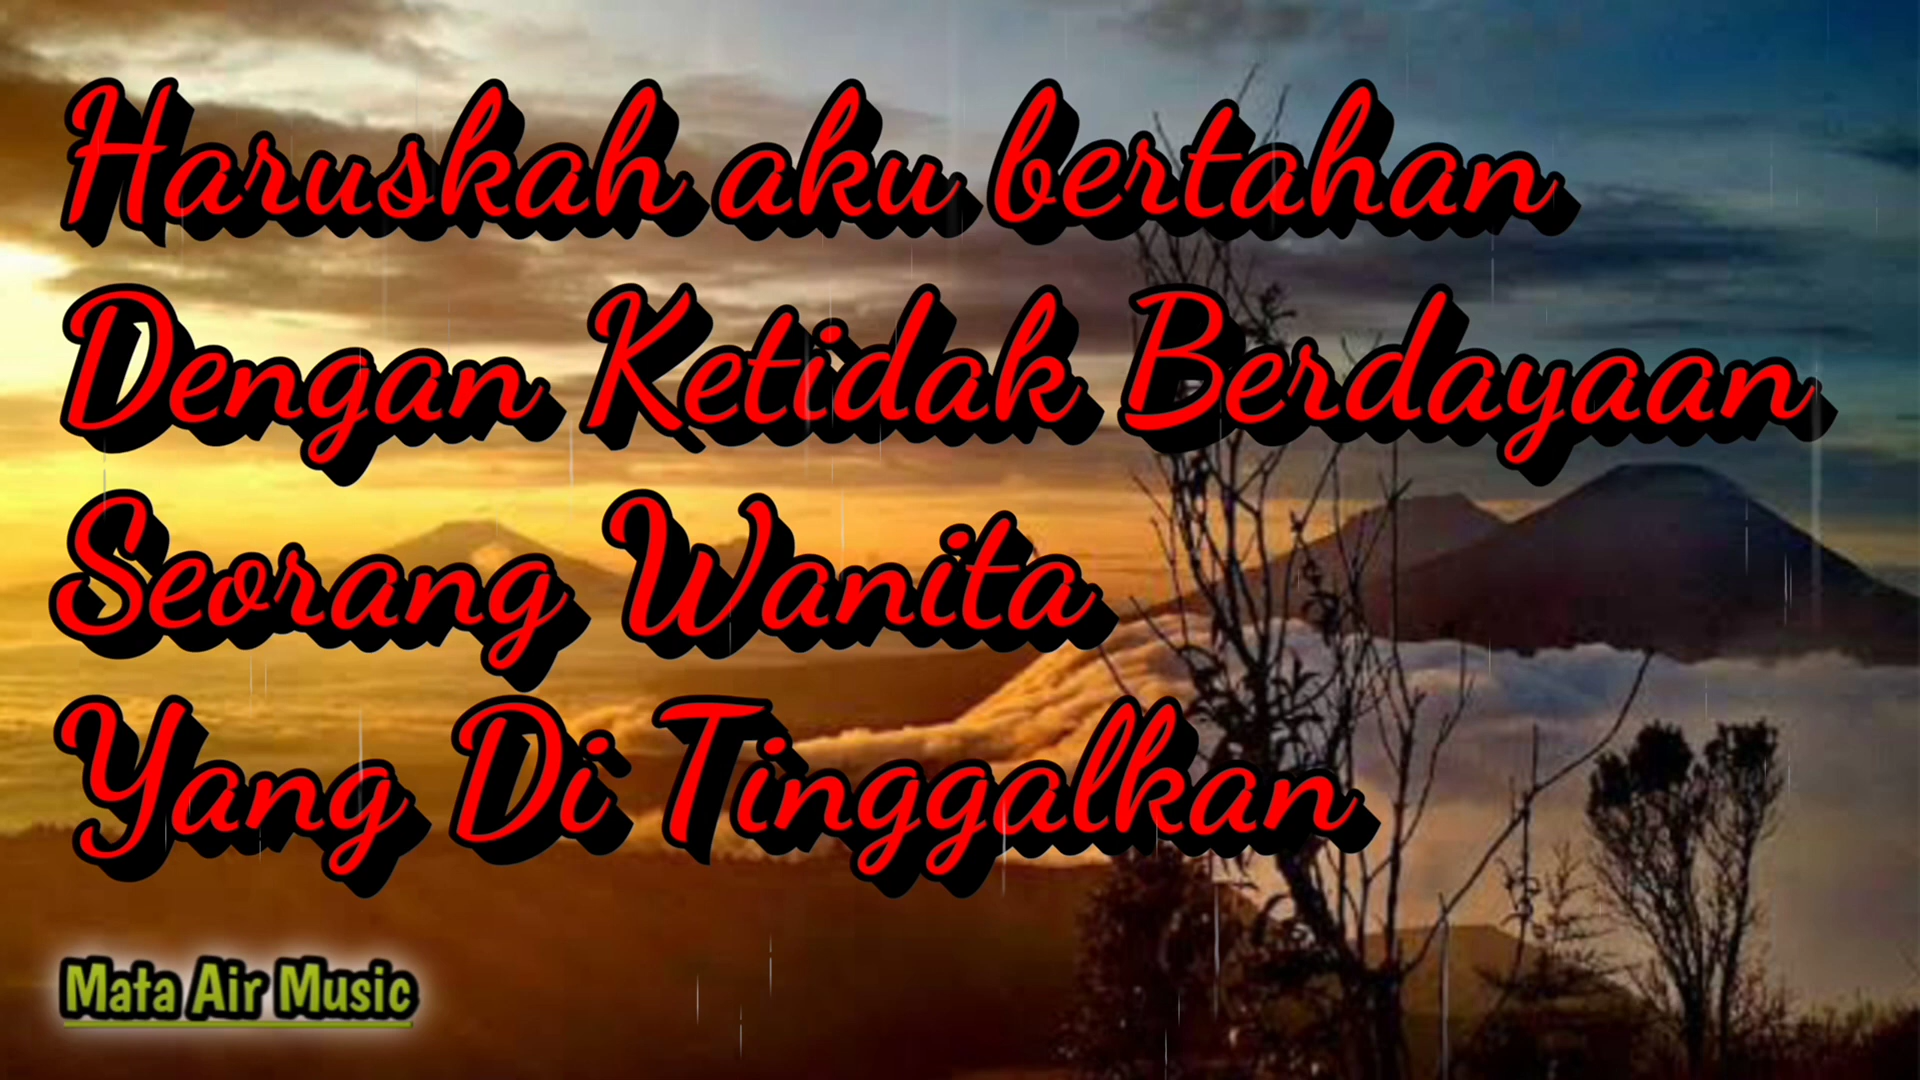 Haruskah aku bertahan
Dengan Ketidak Berdayaan
Seorang Wanita
Yang Di Tinggalkan
Mata Air Music